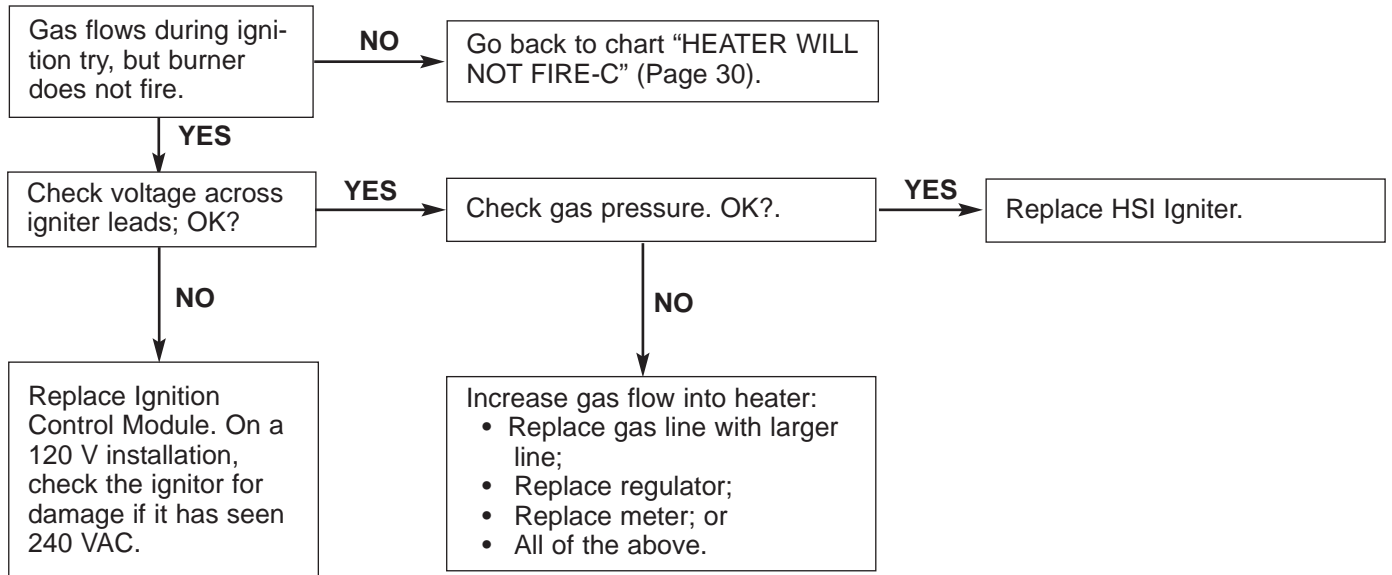 Gas flows during igni-
tion try, but burner
does not fire.
NO
Go back to chart “HEATER WILL
NOT FIRE-C” (Page 30).
YES
Check voltage across
igniter leads; OK?
YES
Check gas pressure. OK?.
YES
Replace HSI Igniter.
NO
NO
Replace Ignition
Control Module. On a
120 V installation,
check the ignitor for
damage if it has seen
240 VAC.
Increase gas flow into heater:
• Replace gas line with larger
line;
• Replace regulator;
• Replace meter; or
• All of the above.